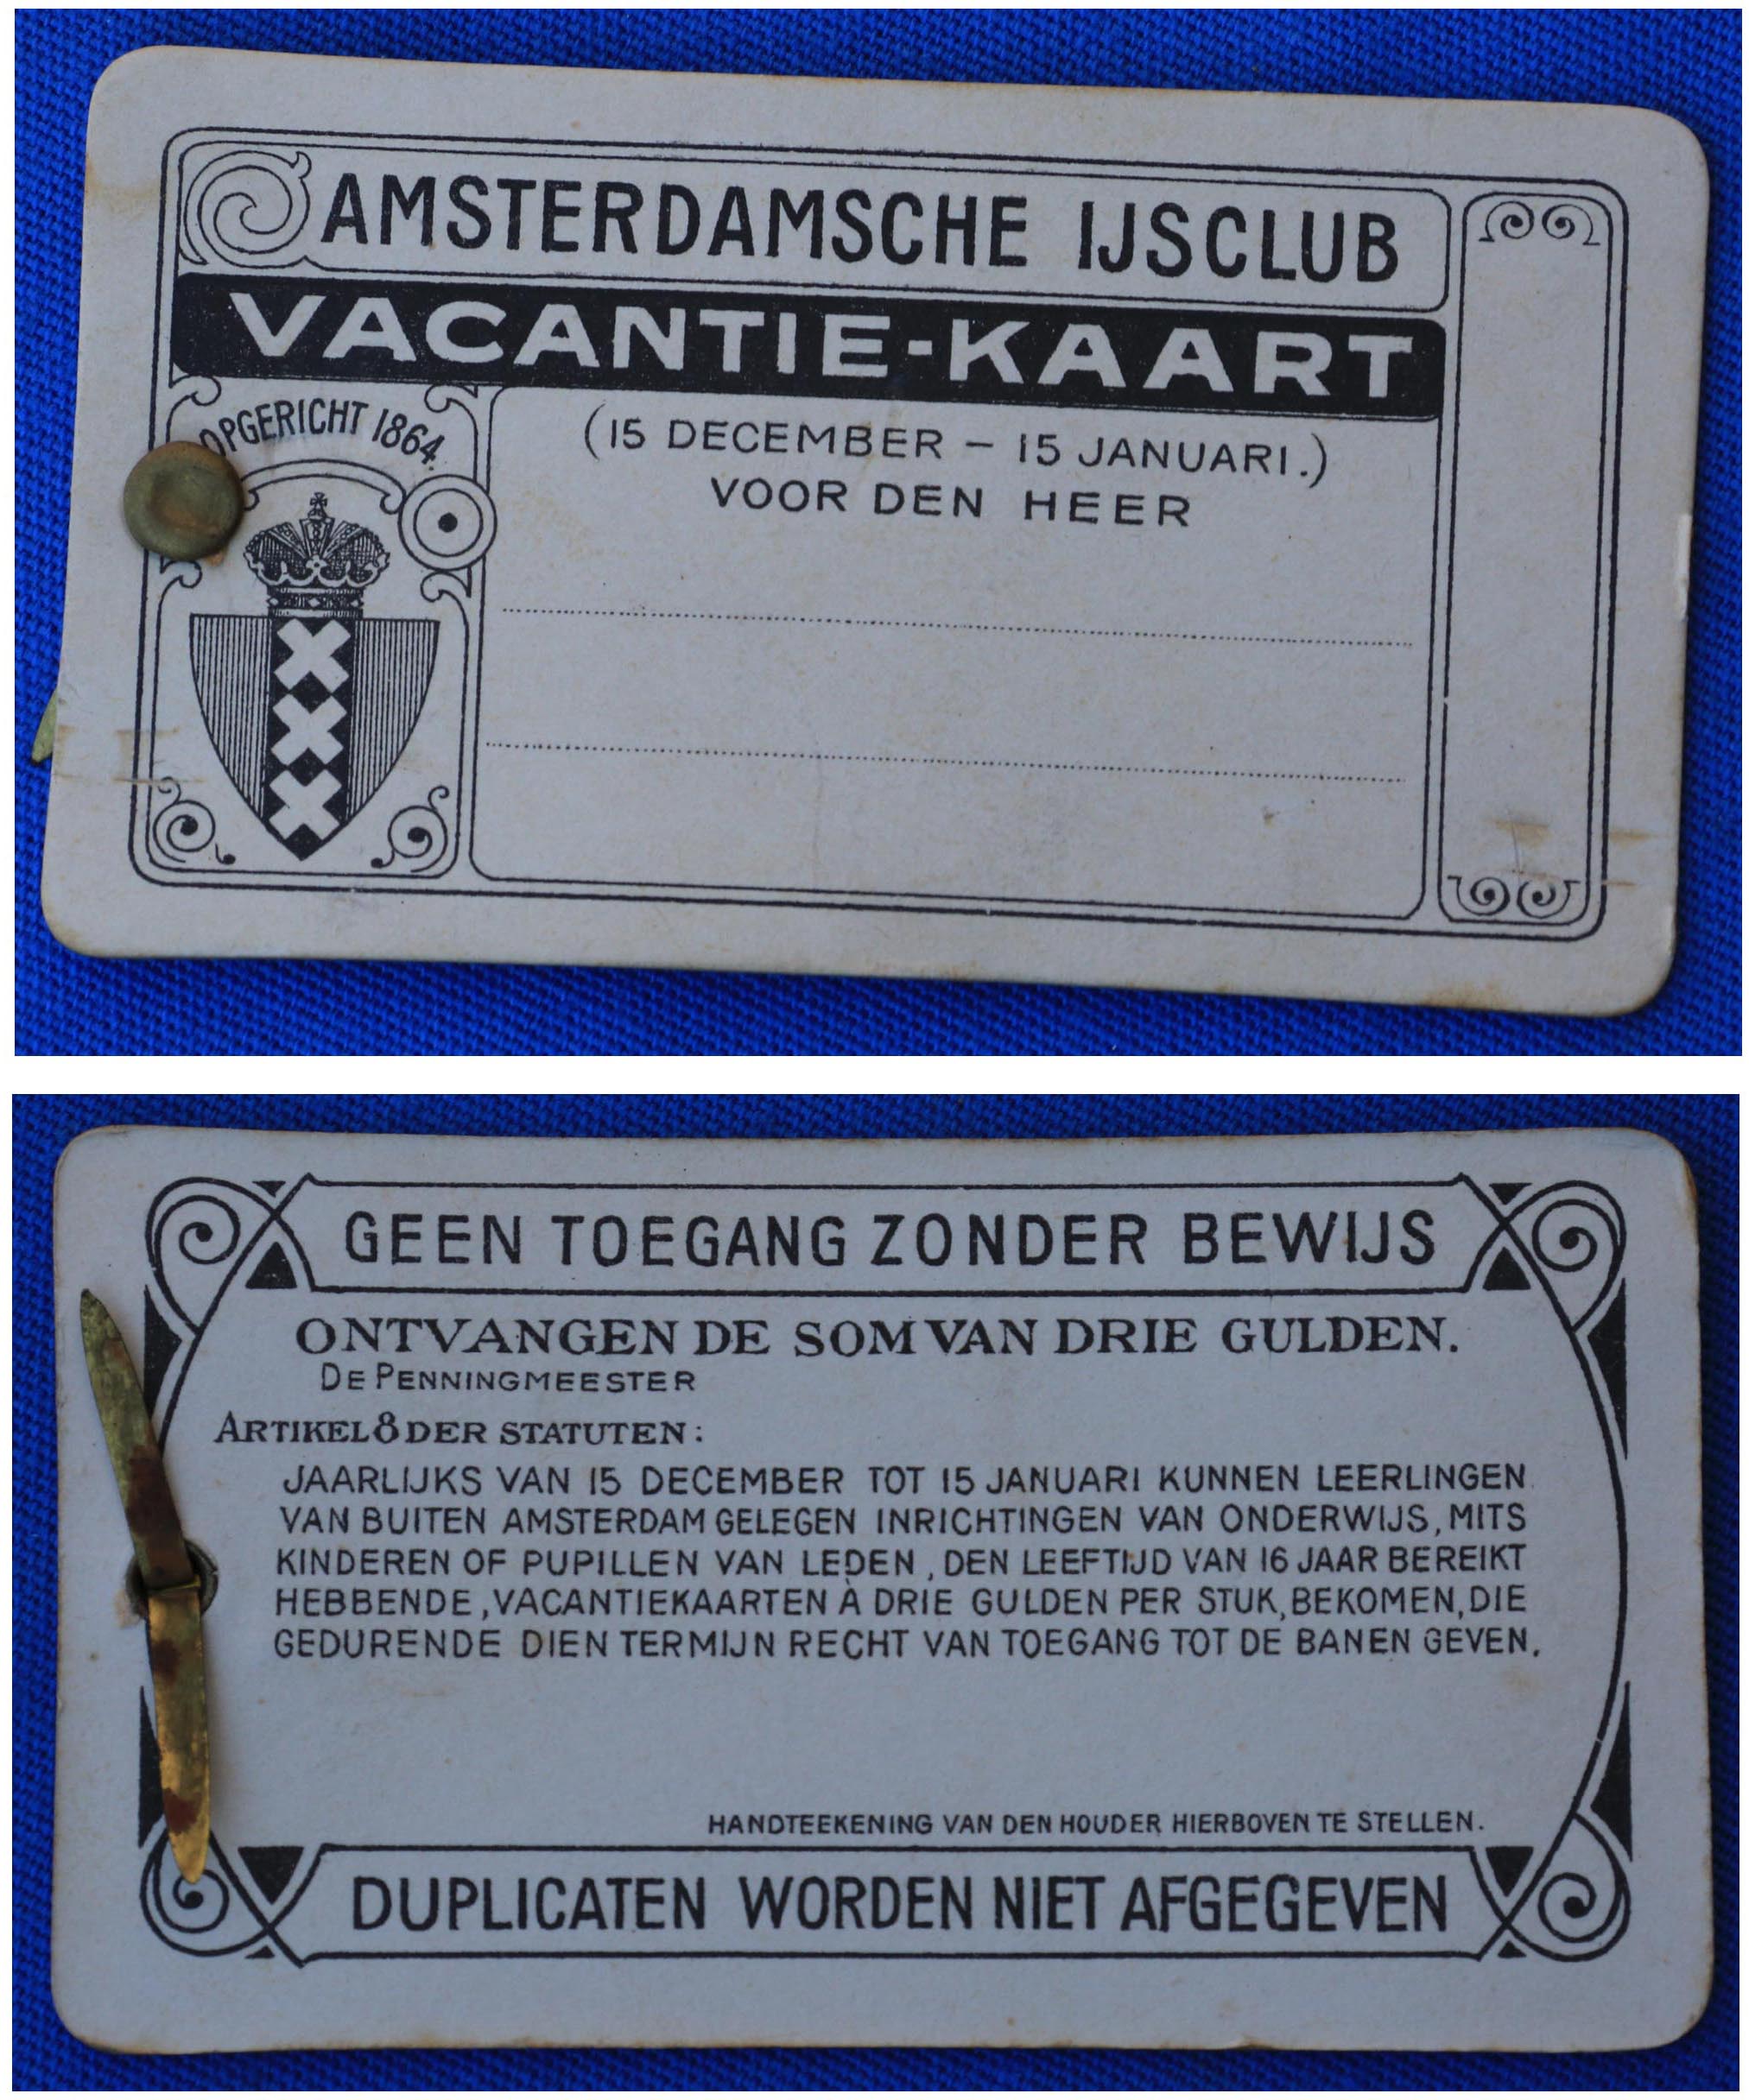 AMSTERDAMSCHE IJSCLUB
VACANTIE-KAART
OPGERICHT 1864.
(15 DECEMBER – 15 JANUARI.)
VOOR DEN HEER
GEEN TOEGANG ZONDER BEWIJS
ONTVANGEN DE SOM VAN DRIE GULDEN.
DE PENNINGMEESTER
ARTIKEL 8 DER STATUTEN:
JAARLIJKS VAN 15 DECEMBER TOT 15 JANUARI KUNNEN LEERLINGEN
VAN BUITEN AMSTERDAM GELEGEN INRICHTINGEN VAN ONDERWIJS, MITS
KINDEREN OF PUPILLEN VAN LEDEN, DEN LEEFTIJD VAN 16 JAAR BEREIKT
HEBBENDE, VACANTIEKAARTEN À DRIE GULDEN PER STUK, BEKOMEN, DIE
GEDURENDE DIEN TERMIJN RECHT VAN TOEGANG TOT DE BANEN GEVEN.
HANDTEEKENING VAN DEN HOUDER HIERBOVEN TE STELLEN.
DUPLICATEN WORDEN NIET AFGEGEVEN